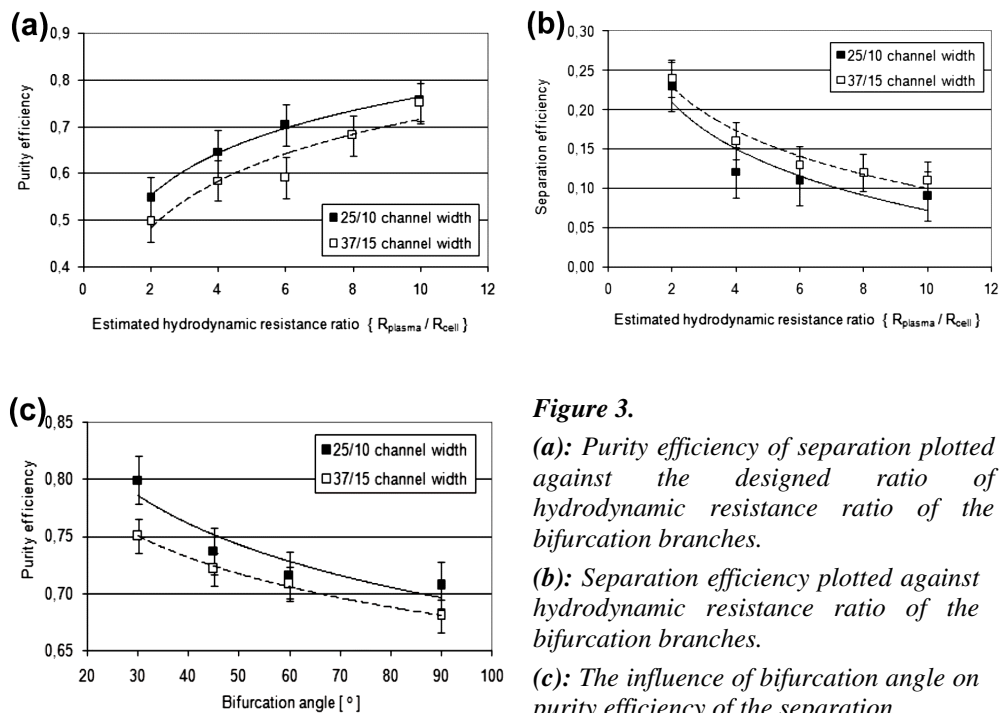 (a)
0,9
0,8
0,7
0,6
0,5
0,4
Purity efficiency
25/10 channel width
37/15 channel width
0 2 4 6 8 10 12
Estimated hydrodynamic resistance ratio { Rplasma / Rcell }
(b)
0,30
0,25
0,20
0,15
0,10
0,05
0,00
Separation efficiency
25/10 channel width
37/15 channel width
0 2 4 6 8 10 12
Estimated hydrodynamic resistance ratio { Rplasma / Rcell }
(c)
0,85
0,80
0,75
0,70
0,65
Purity efficiency
25/10 channel width
37/15 channel width
20 30 40 50 60 70 80 90 100
Bifurcation angle [ º ]
Figure 3.
(a): Purity efficiency of separation plotted
against the designed ratio of
hydrodynamic resistance ratio of the
bifurcation branches.
(b): Separation efficiency plotted against
hydrodynamic resistance ratio of the
bifurcation branches.
(c): The influence of bifurcation angle on
purity efficiency of the separation